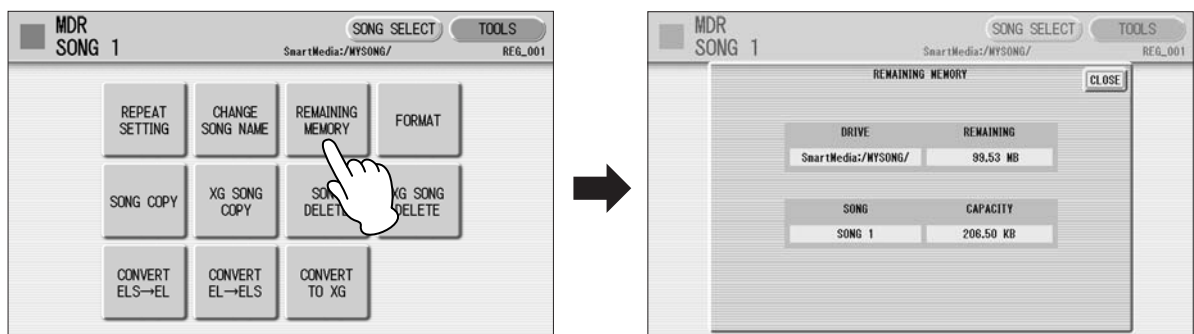 MDR
SONG 1
SONG SELECT
TOOLS
SmartMedia:/MYSONG/
REG_001
REPEAT
SETTING
CHANGE
SONG NAME
REMAINING
MEMORY
FORMAT
SONG COPY
XG SONG
COPY
DELETE
XG SONG
DELETE
CONVERT
ELS→EL
CONVERT
EL→ELS
CONVERT
TO XG
MDR
SONG 1
SONG SELECT
TOOLS
SmartMedia:/MYSONG/
REG_001
REMAINING MEMORY
CLOSE
DRIVE REMAINING
SmartMedia:/MYSONG/ 99.53 MB
SONG CAPACITY
SONG 1 206.50 KB